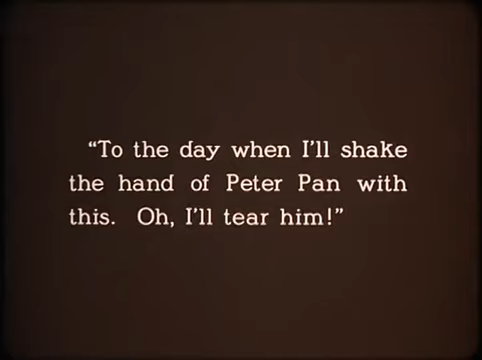 “To the day when I’ll shake
the hand of Peter Pan with
this. Oh, I’ll tear him!”